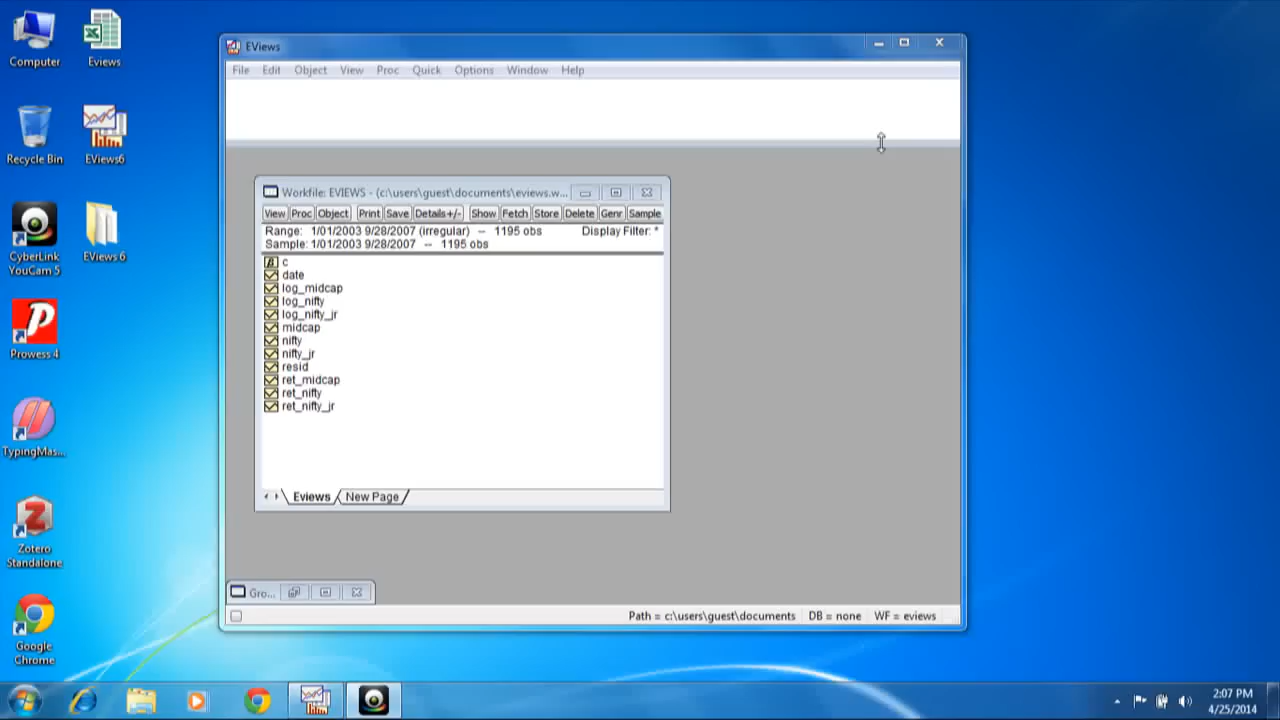 Computer
Eviews
Recycle Bin
EViews6
CyberLink
YouCam 5
EViews 6
Prowess 4
TypingMas...
Zotero
Standalone
Google
Chrome
EViews
File Edit Object View Proc Quick Options Window Help
Workfile: EVIEWS - (c:\users\guest\documents\eviews.w...
View Proc Object Print Save Details+/- Show Fetch Store Delete Genr Sample
Range: 1/01/2003 9/28/2007 (irregular) -- 1195 obs Display Filter: *
Sample: 1/01/2003 9/28/2007 -- 1195 obs
c
date
log_midcap
log_nifty
log_nifty_jr
midcap
nifty
nifty_jr
resid
ret_midcap
ret_nifty
ret_nifty_jr
Eviews New Page
Gro...
Path = c:\users\guest\documents DB = none WF = eviews
2:07 PM
4/25/2014